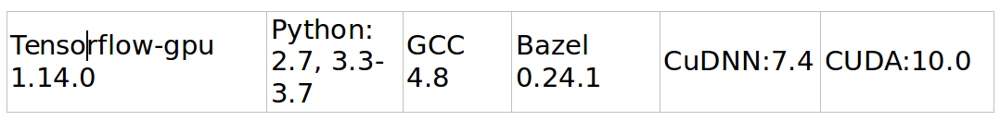 Tensorflow-gpu
1.14.0
Python:
2.7, 3.3-
3.7
GCC
4.8
Bazel
0.24.1
CuDNN:7.4
CUDA:10.0